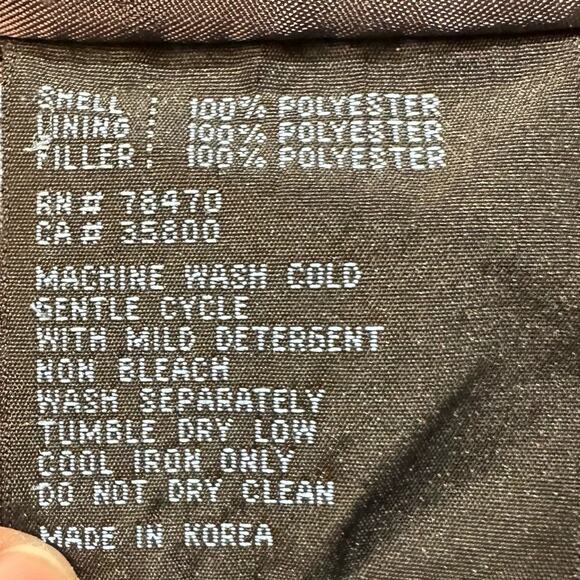 SHELL : 100% POLYESTER
LINING : 100% POLYESTER
FILLER : 100% POLYESTER
RN# 78470
CA# 35800
MACHINE WASH COLD
GENTLE CYCLE
WITH MILD DETERGENT
NON BLEACH
WASH SEPARATELY
TUMBLE DRY LOW
COOL IRON ONLY
DO NOT DRY CLEAN
MADE IN KOREA